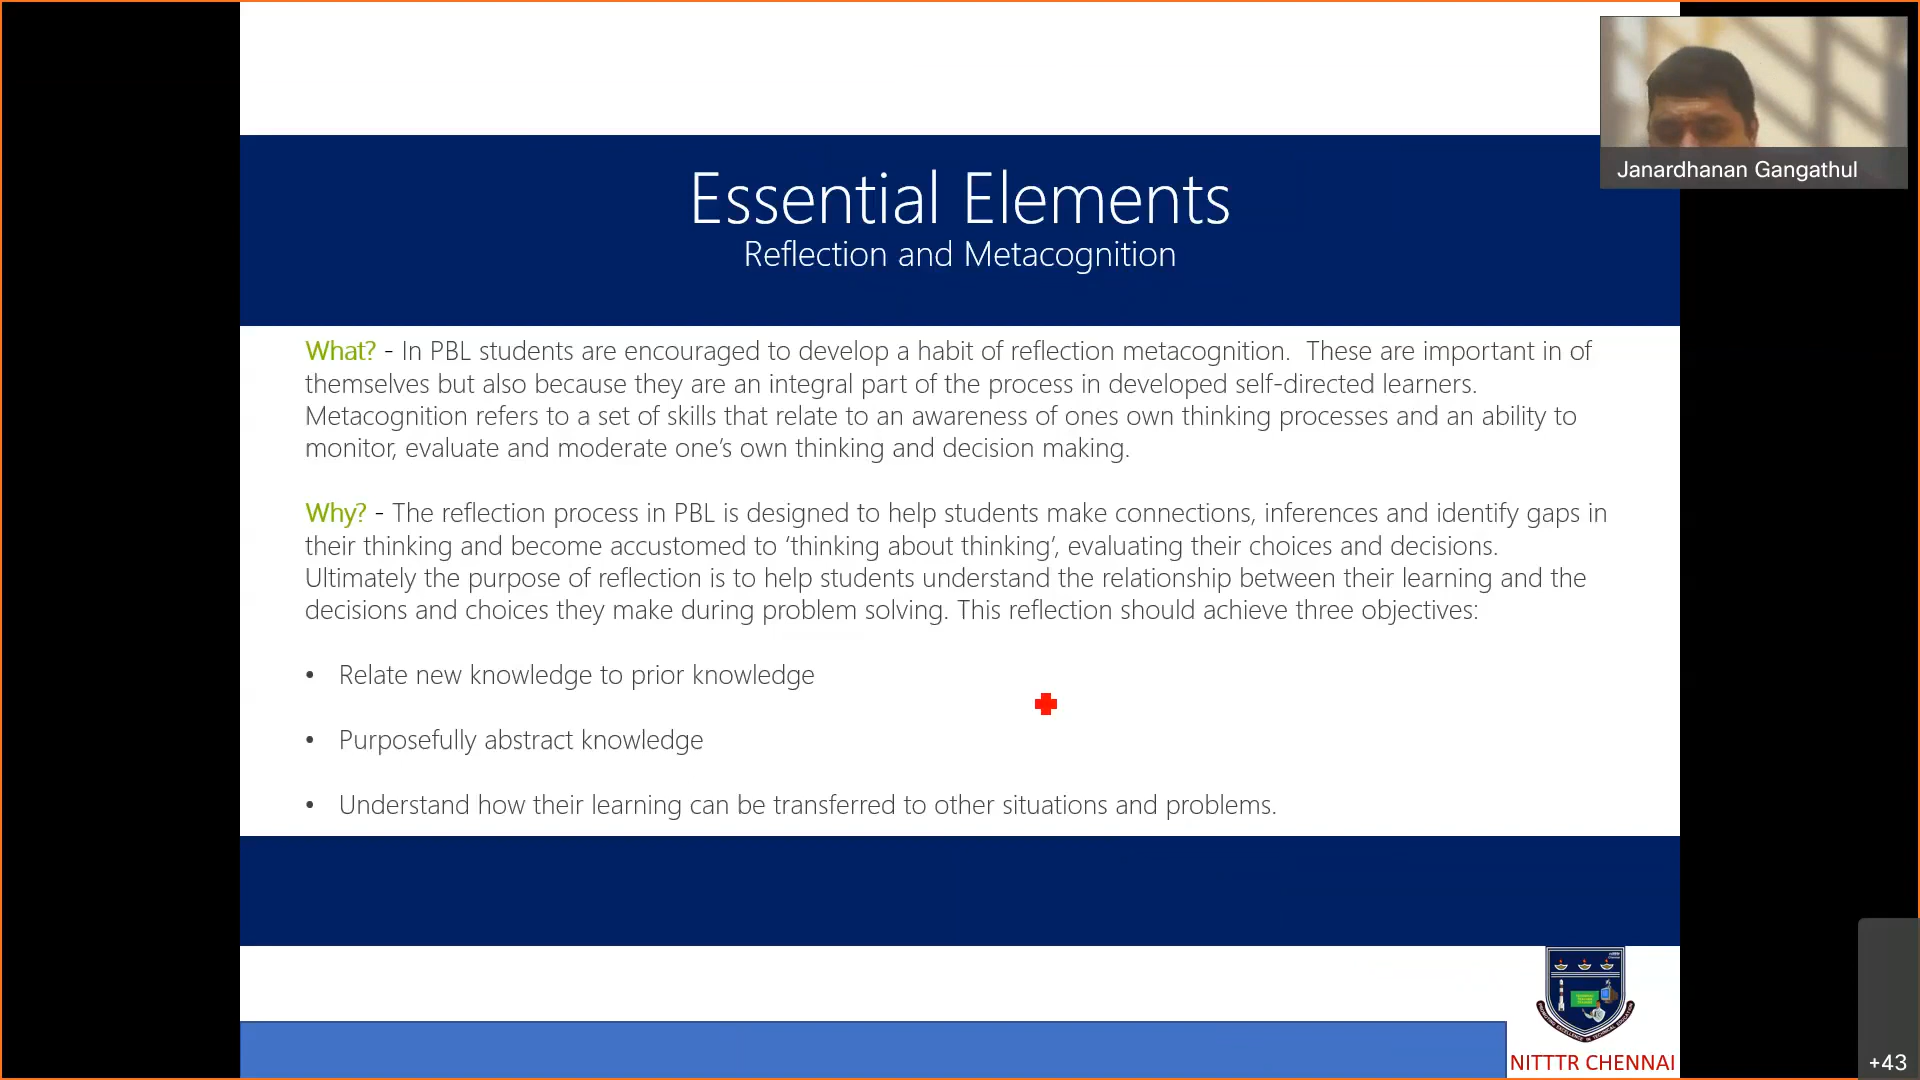 Janardhanan Gangathul
Essential Elements
Reflection and Metacognition
What? - In PBL students are encouraged to develop a habit of reflection metacognition.  These are important in of
themselves but also because they are an integral part of the process in developed self-directed learners.
Metacognition refers to a set of skills that relate to an awareness of ones own thinking processes and an ability to
monitor, evaluate and moderate one’s own thinking and decision making.
Why? - The reflection process in PBL is designed to help students make connections, inferences and identify gaps in
their thinking and become accustomed to ‘thinking about thinking’, evaluating their choices and decisions.
Ultimately the purpose of reflection is to help students understand the relationship between their learning and the
decisions and choices they make during problem solving. This reflection should achieve three objectives:
• Relate new knowledge to prior knowledge
• Purposefully abstract knowledge
• Understand how their learning can be transferred to other situations and problems.
NITTTR CHENNAI
+43